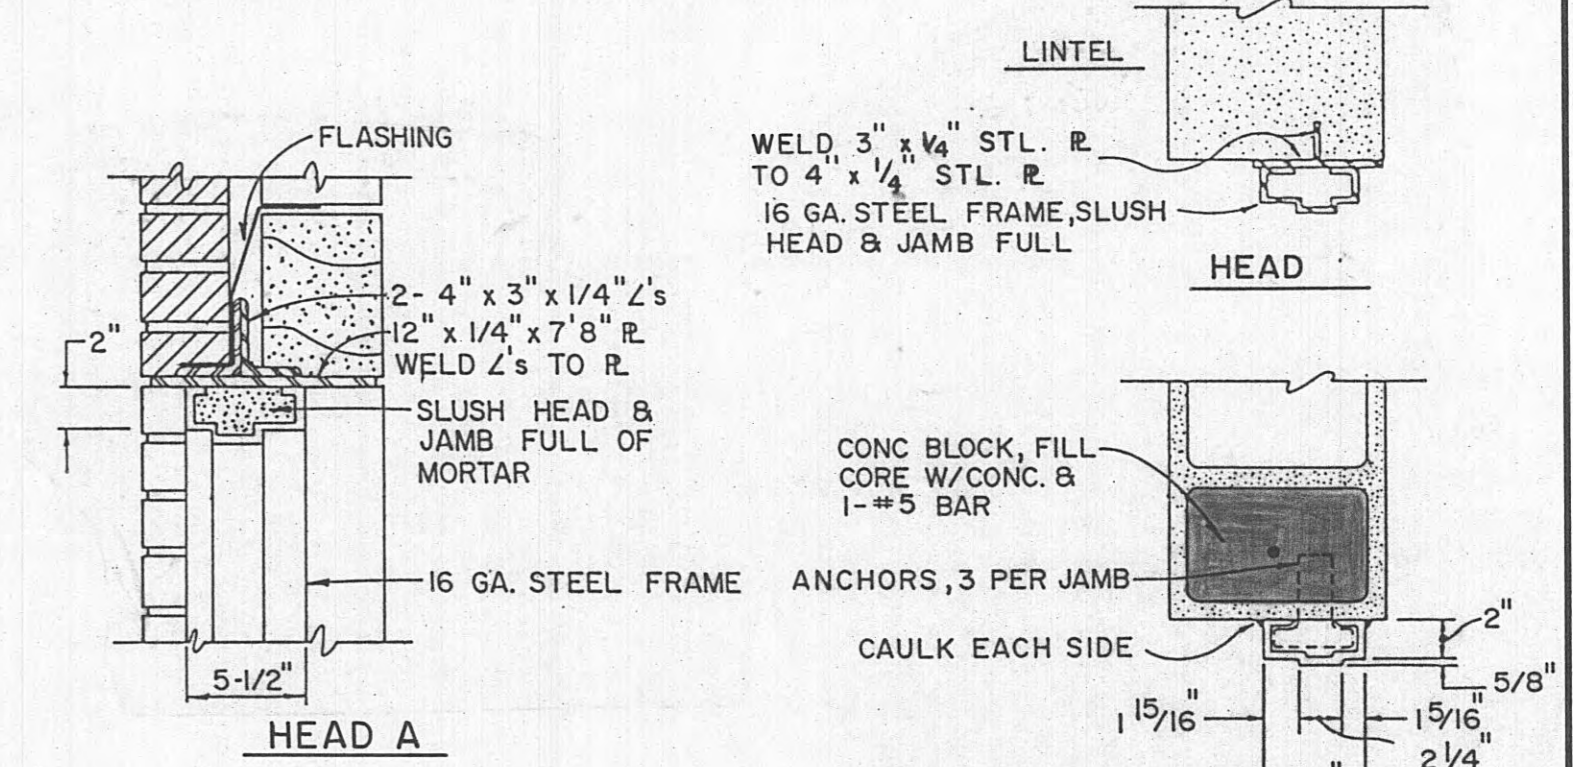 FLASHING
2"
2- 4" x 3" x 1/4" ∠'s
12" x 1/4" x 7'8" ℙL
WELD ∠'s TO ℙL
SLUSH HEAD &
JAMB FULL OF
MORTAR
16 GA. STEEL FRAME
5-1/2"
HEAD A
LINTEL
WELD 3" x 1/4" STL. ℙL
TO 4" x 1/4" STL. ℙL
16 GA. STEEL FRAME, SLUSH
HEAD & JAMB FULL
HEAD
CONC BLOCK, FILL
CORE W/CONC. &
1-#5 BAR
ANCHORS, 3 PER JAMB
CAULK EACH SIDE
2"
5/8"
1 15/16"
1 5/16"
2 1/4"